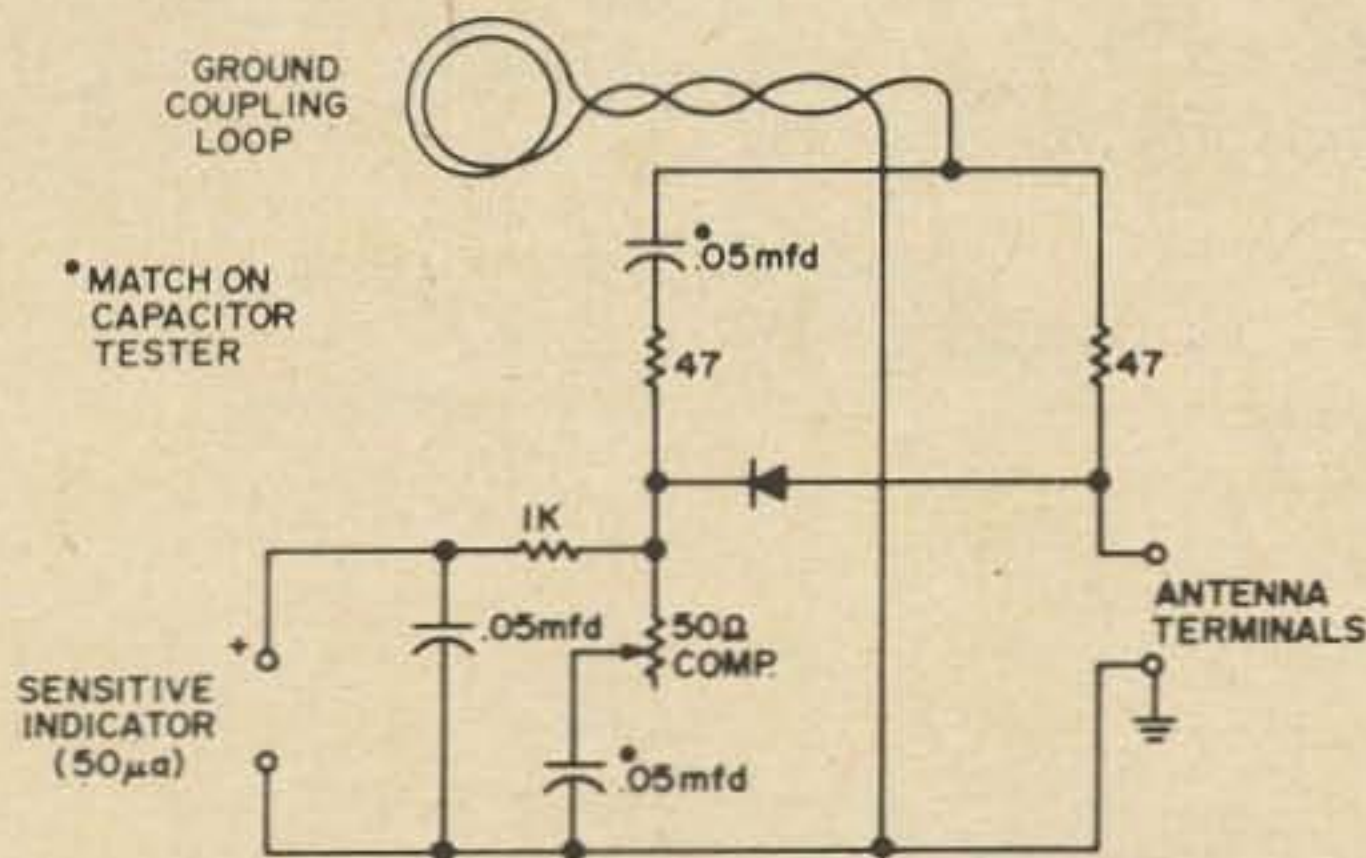 GROUND
COUPLING
LOOP
•.05mfd
•MATCH ON
CAPACITOR
TESTER
47
47
1K
.05mfd
50Ω
COMP.
ANTENNA
TERMINALS
+
SENSITIVE
INDICATOR
(50μa)
•.05mfd